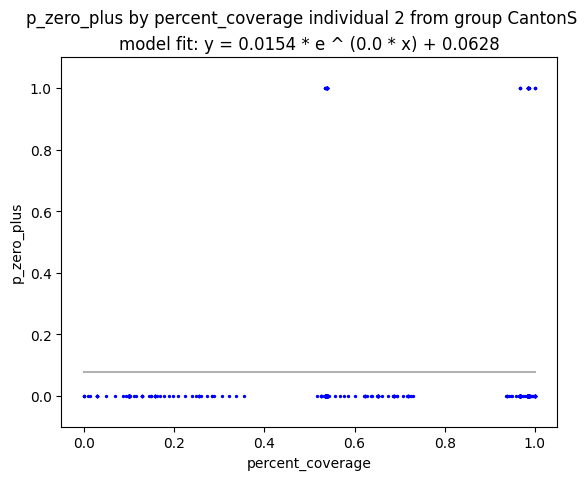 p_zero_plus by percent_coverage individual 2 from group CantonS
model fit: y = 0.0154 * e ^ (0.0 * x) + 0.0628
1.0
0.8
0.6
0.4
0.2
0.0
p_zero_plus
0.0 0.2 0.4 0.6 0.8 1.0
percent_coverage